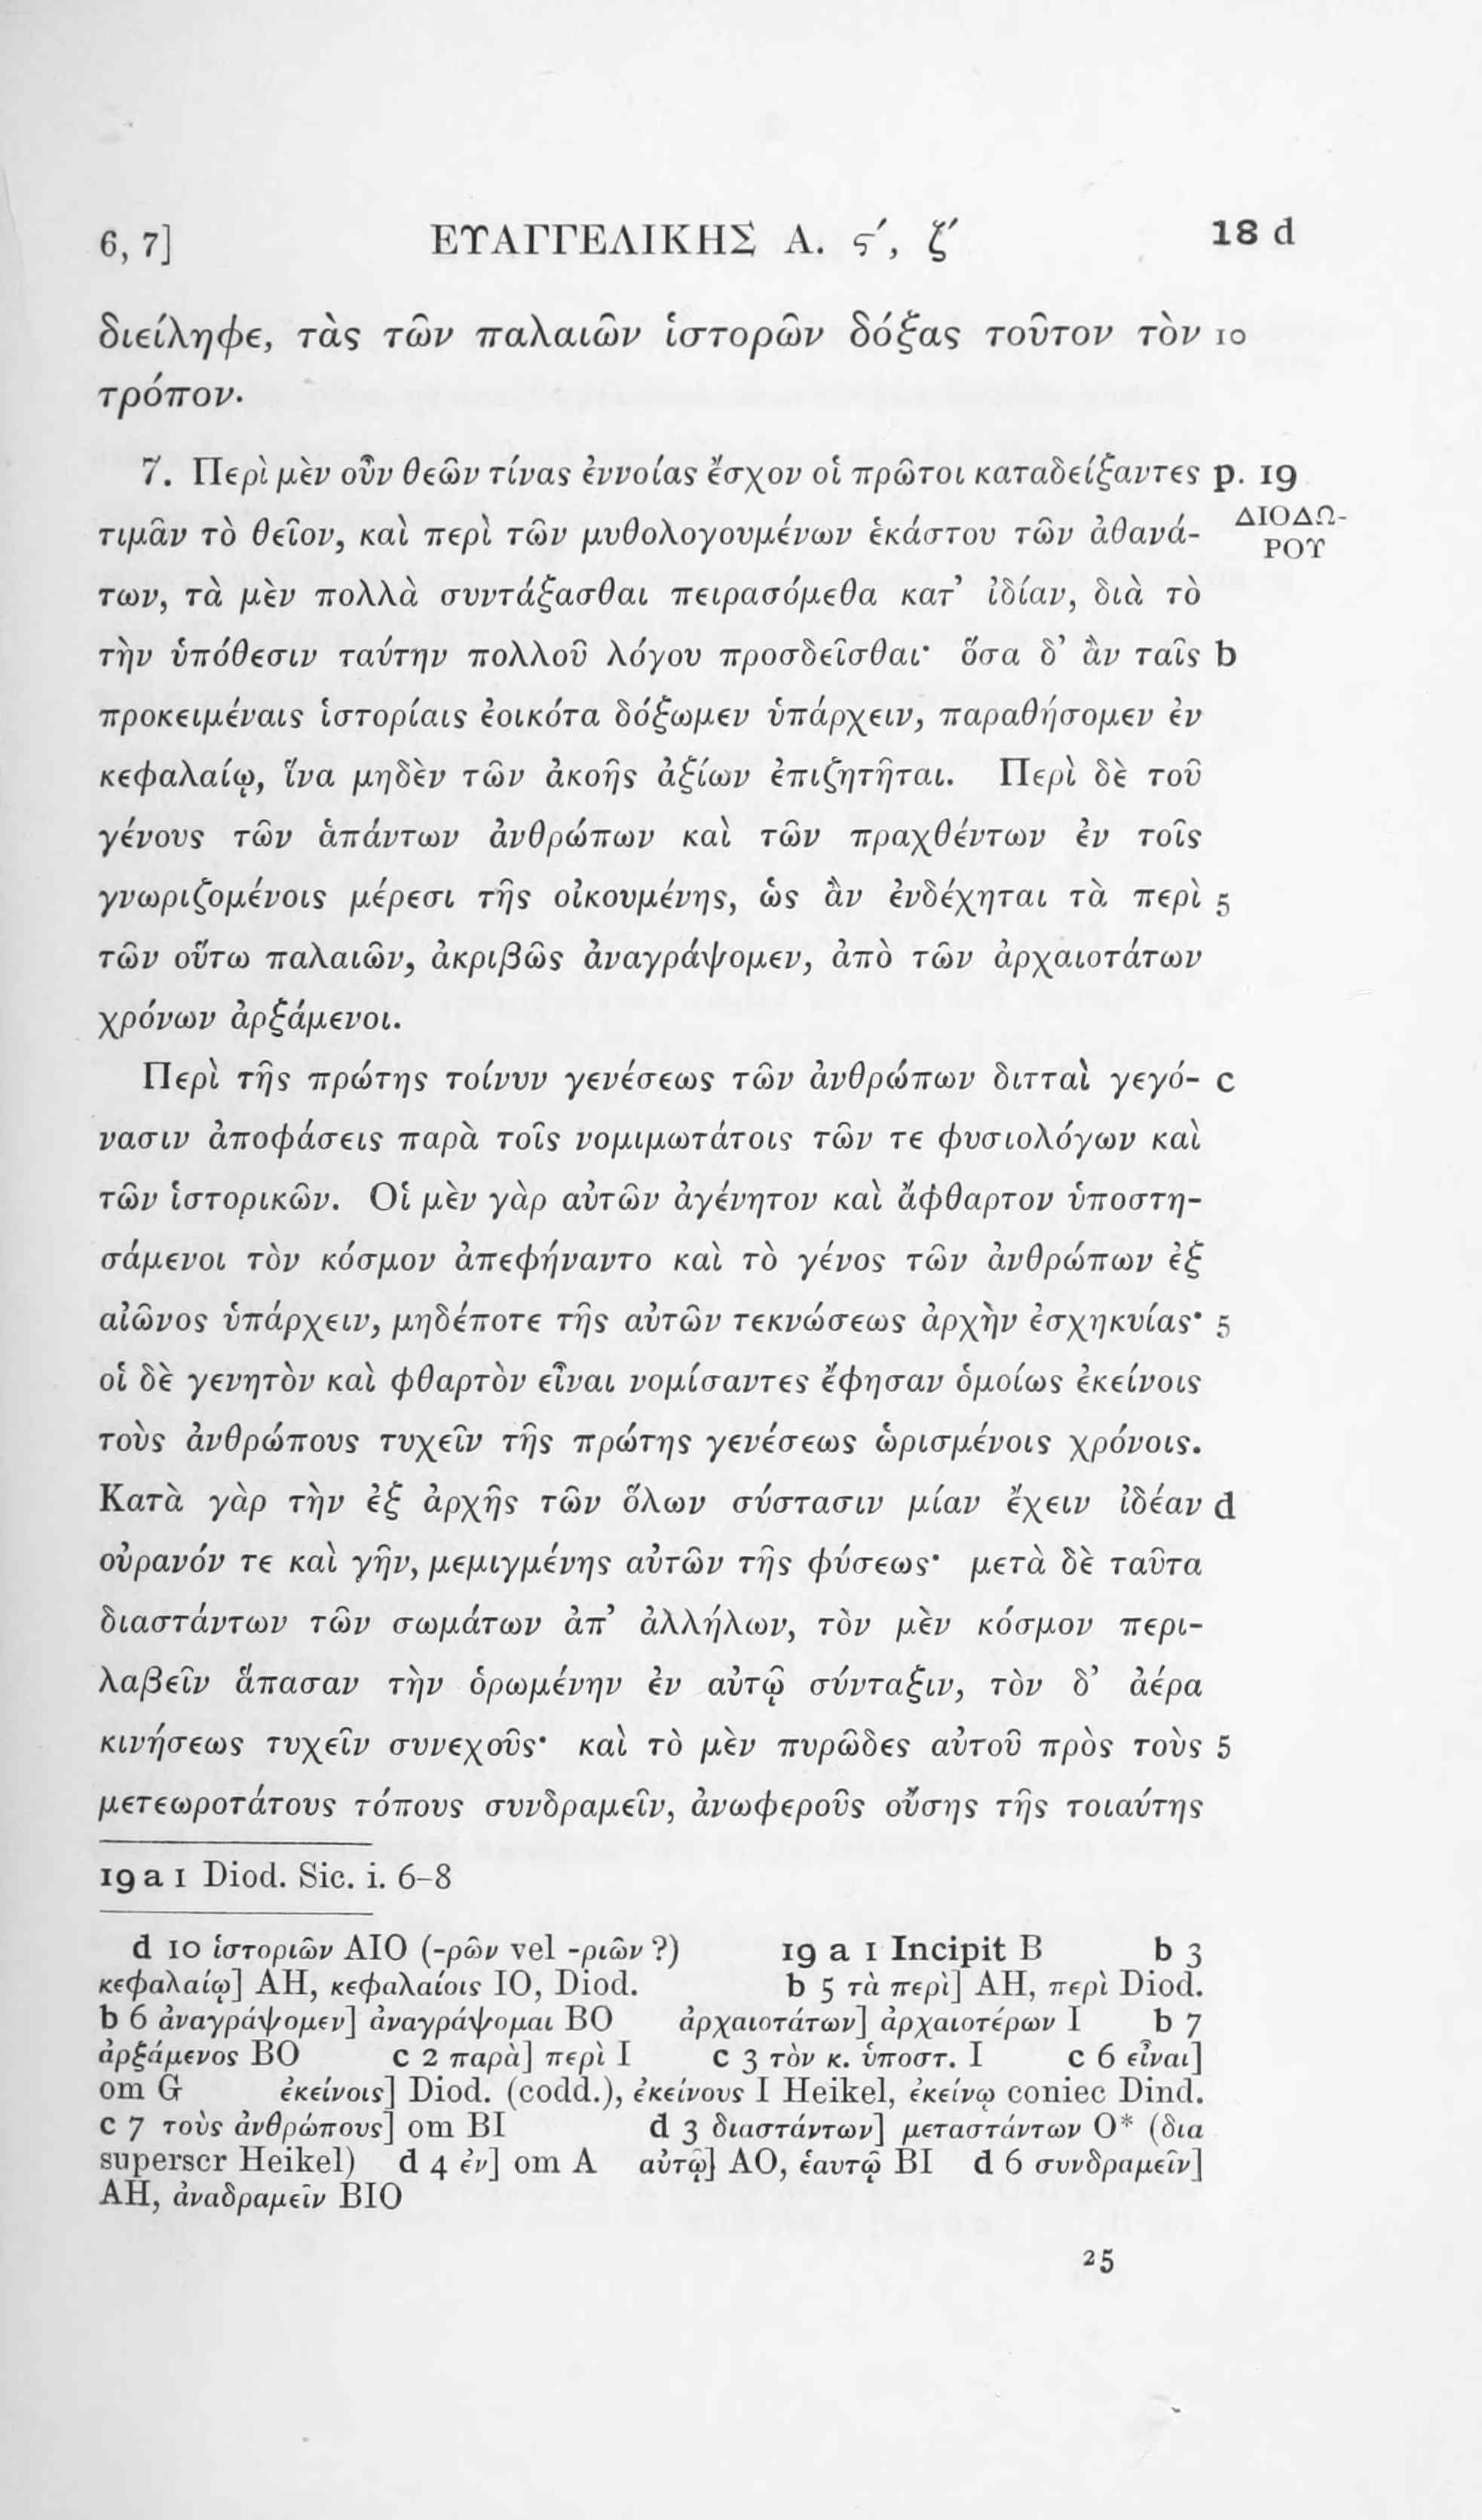 6, 7] ΕΥΑΓΓΕΛΙΚΗΣ Α. ϛ′, ζ′ 18 d
διείληφε, τὰς τῶν παλαιῶν ἱστορῶν δόξας τοῦτον τὸν 10
τρόπον.
7. Περὶ μὲν οὖν θεῶν τίνας ἐννοίας ἔσχον οἱ πρῶτοι καταδείξαντες p. 19
τιμᾶν τὸ θεῖον, καὶ περὶ τῶν μυθολογουμένων ἑκάστου τῶν ἀθανά- ΔΙΟΔΩ-
ΡΟΥ
των, τὰ μὲν πολλὰ συντάξασθαι πειρασόμεθα κατ’ ἰδίαν, διὰ τὸ
τὴν ὑπόθεσιν ταύτην πολλοῦ λόγου προσδεῖσθαι· ὅσα δ’ ἂν ταῖς b
προκειμέναις ἱστορίαις ἐοικότα δόξωμεν ὑπάρχειν, παραθήσομεν ἐν
κεφαλαίῳ, ἵνα μηδὲν τῶν ἀκοῆς ἀξίων ἐπιζητῆται. Περὶ δὲ τοῦ
γένους τῶν ἁπάντων ἀνθρώπων καὶ τῶν πραχθέντων ἐν τοῖς
γνωριζομένοις μέρεσι τῆς οἰκουμένης, ὡς ἂν ἐνδέχηται τὰ περὶ 5
τῶν οὕτω παλαιῶν, ἀκριβῶς ἀναγράψομεν, ἀπὸ τῶν ἀρχαιοτάτων
χρόνων ἀρξάμενοι.
Περὶ τῆς πρώτης τοίνυν γενέσεως τῶν ἀνθρώπων διτταὶ γεγό- c
νασιν ἀποφάσεις παρὰ τοῖς νομιμωτάτοις τῶν τε φυσιολόγων καὶ
τῶν ἱστορικῶν. Οἱ μὲν γὰρ αὐτῶν ἀγένητον καὶ ἄφθαρτον ὑποστη-
σάμενοι τὸν κόσμον ἀπεφήναντο καὶ τὸ γένος τῶν ἀνθρώπων ἐξ
αἰῶνος ὑπάρχειν, μηδέποτε τῆς αὐτῶν τεκνώσεως ἀρχὴν ἐσχηκυίας· 5
οἱ δὲ γενητὸν καὶ φθαρτὸν εἶναι νομίσαντες ἔφησαν ὁμοίως ἐκείνοις
τοὺς ἀνθρώπους τυχεῖν τῆς πρώτης γενέσεως ὡρισμένοις χρόνοις.
Κατὰ γὰρ τὴν ἐξ ἀρχῆς τῶν ὅλων σύστασιν μίαν ἔχειν ἰδέαν d
οὐρανόν τε καὶ γῆν, μεμιγμένης αὐτῶν τῆς φύσεως· μετὰ δὲ ταῦτα
διαστάντων τῶν σωμάτων ἀπ’ ἀλλήλων, τὸν μὲν κόσμον περι-
λαβεῖν ἅπασαν τὴν ὁρωμένην ἐν αὐτῷ σύνταξιν, τὸν δ’ ἀέρα
κινήσεως τυχεῖν συνεχοῦς· καὶ τὸ μὲν πυρῶδες αὐτοῦ πρὸς τοὺς 5
μετεωροτάτους τόπους συνδραμεῖν, ἀνωφεροῦς οὔσης τῆς τοιαύτης
19 a 1 Diod. Sic. i. 6-8
d 10 ἱστοριῶν AIO (-ρῶν vel -ριῶν ?) 19 a 1 Incipit B b 3
κεφαλαίῳ] AH, κεφαλαίοις IO, Diod. b 5 τὰ περὶ] AH, περὶ Diod.
b 6 ἀναγράψομεν] ἀναγράψομαι BO ἀρχαιοτάτων] ἀρχαιοτέρων I b 7
ἀρξάμενος BO c 2 παρὰ] περὶ I c 3 τὸν κ. ὑποστ. I c 6 εἶναι]
om G ἐκείνοις] Diod. (codd.), ἐκείνους I Heikel, ἐκείνῳ coniec Dind.
c 7 τοὺς ἀνθρώπους] om BI d 3 διαστάντων] μεταστάντων O* (δια
superscr Heikel) d 4 ἐν] om A αὐτῷ] AO, ἑαυτῷ BI d 6 συνδραμεῖν]
AH, ἀναδραμεῖν BIO
25